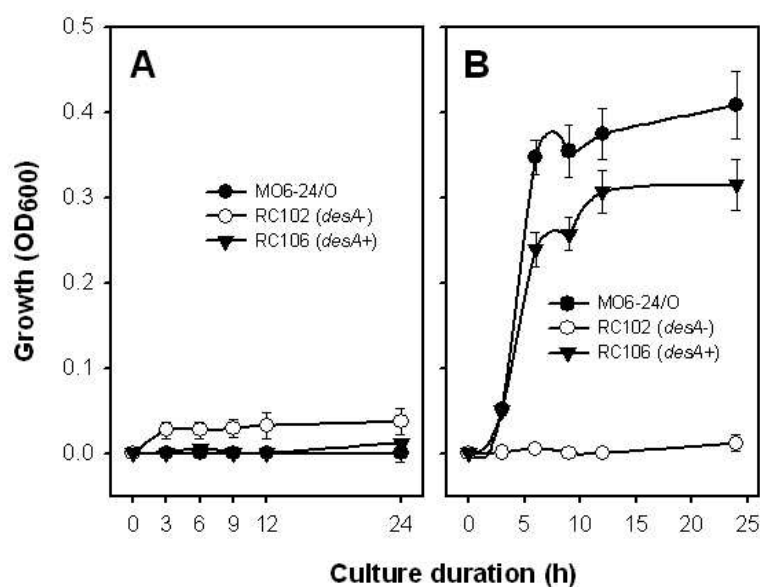 A
B
0.5
0.4
0.3
0.2
0.1
0.0
Growth (OD600)
MO6-24/O
RC102 (desA-)
RC106 (desA+)
MO6-24/O
RC102 (desA-)
RC106 (desA+)
0 3 6 9 12 24
0 5 10 15 20 25
Culture duration (h)